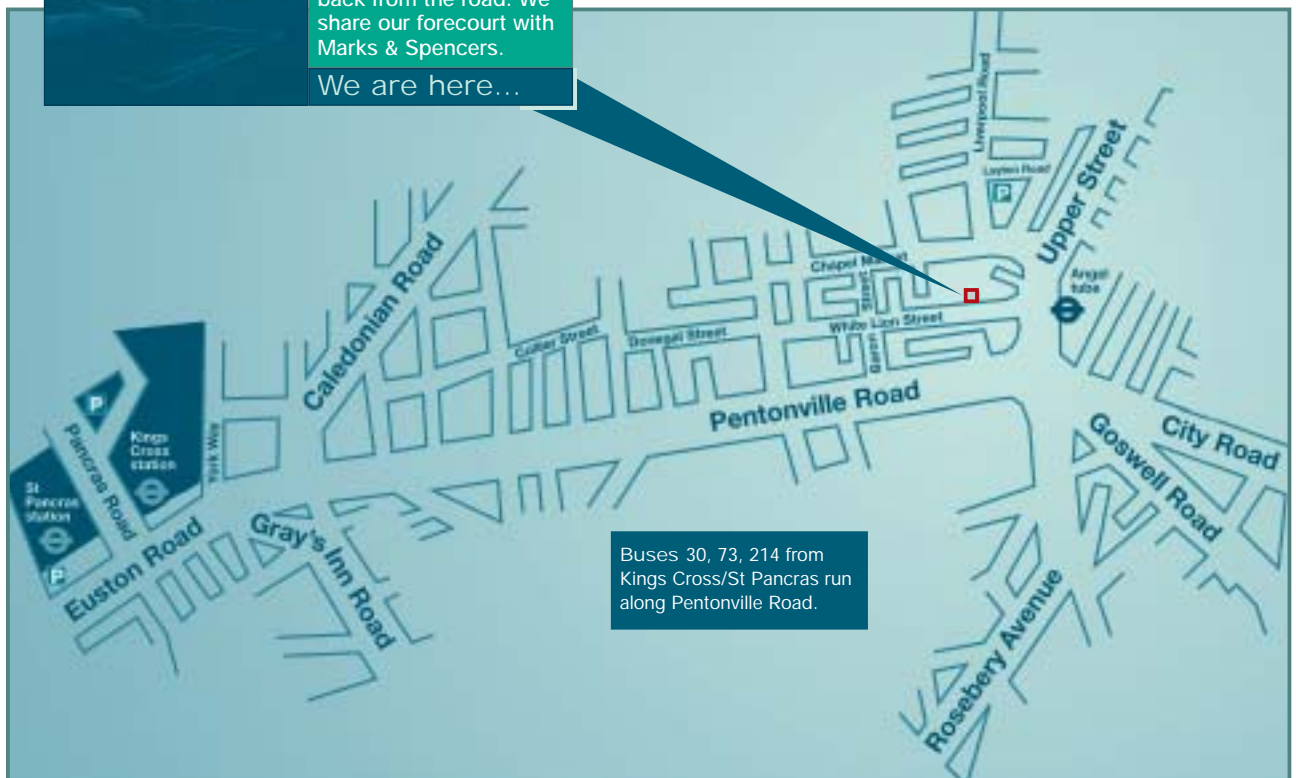 back from the road. We
share our forecourt with
Marks & Spencers.
We are here...
Liverpool Road
Layton Road
P
Upper Street
Angel
tube
Chapel Market
Caledonian Road
White Lion Street
Baron
Street
Collier Street
Donegal Street
Pentonville Road
City Road
Goswell Road
P
Pancras Road
Kings
Cross
station
York Way
St
Pancras
station
P
Euston Road
Gray's Inn Road
Buses 30, 73, 214 from
Kings Cross/St Pancras run
along Pentonville Road.
Rosebery Avenue